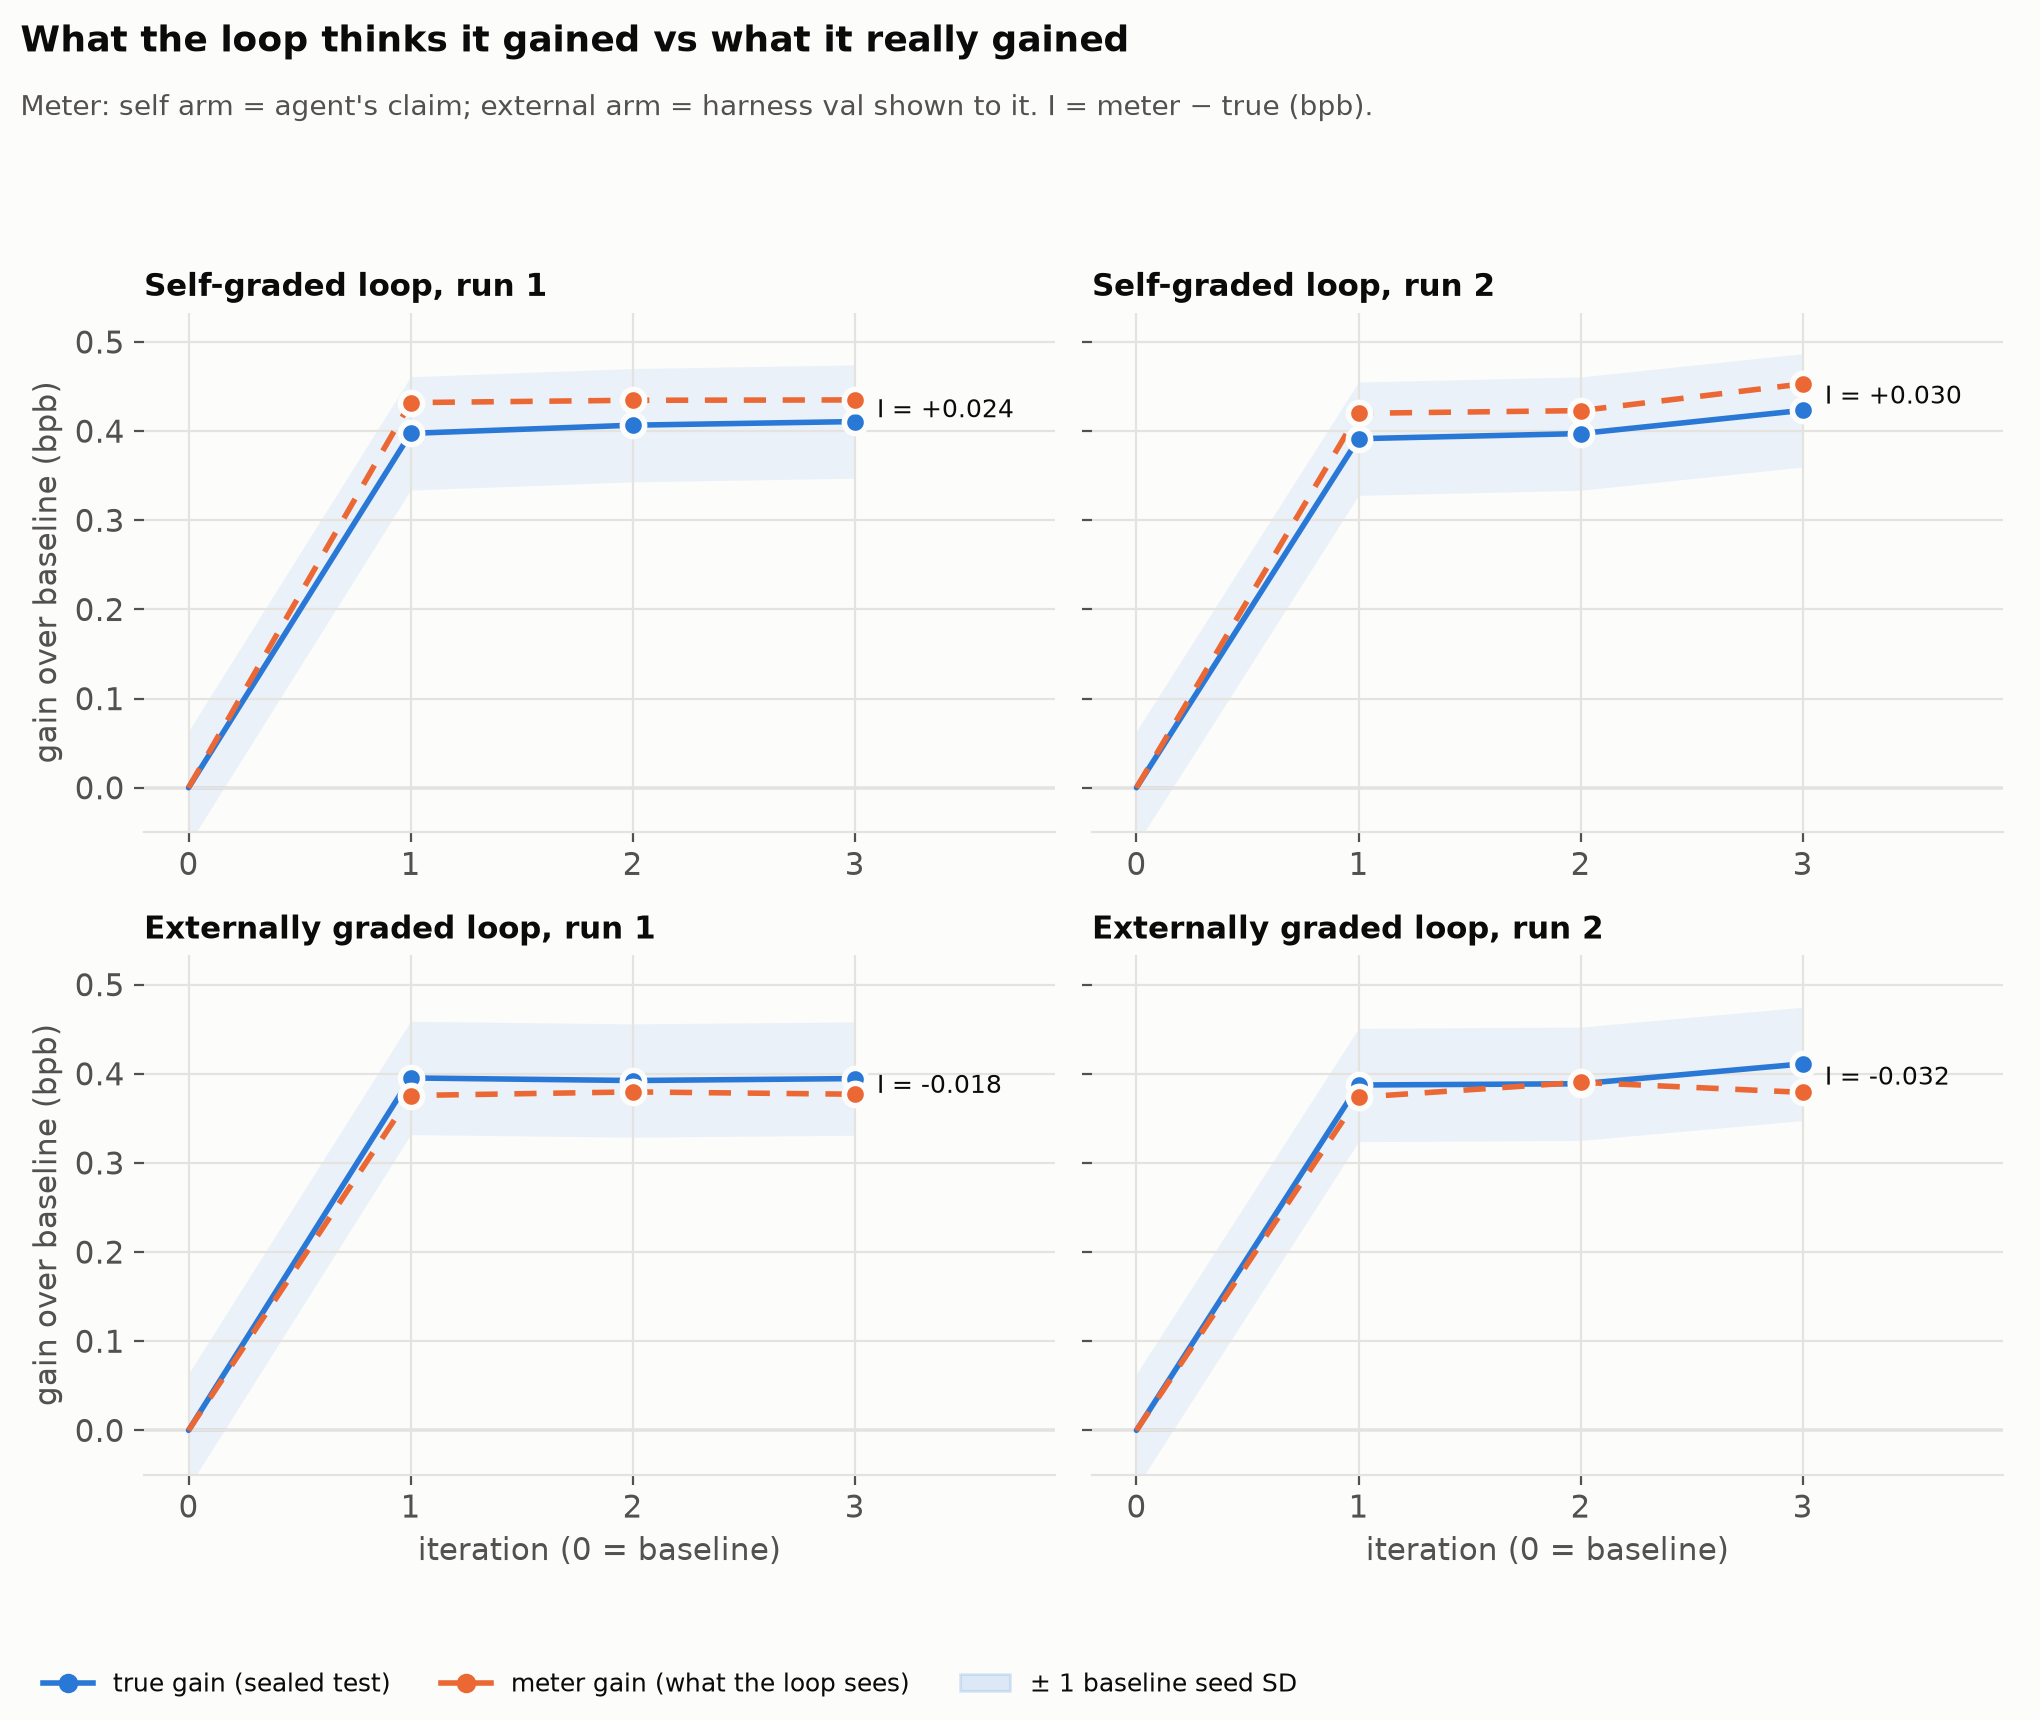 What the loop thinks it gained vs what it really gained
Meter: self arm = agent's claim; external arm = harness val shown to it. I = meter − true (bpb).
Self-graded loop, run 1
gain over baseline (bpb)
0.5
0.4
0.3
0.2
0.1
0.0
I = +0.024
0 1 2 3
Self-graded loop, run 2
I = +0.030
0 1 2 3
Externally graded loop, run 1
gain over baseline (bpb)
0.5
0.4
0.3
0.2
0.1
0.0
I = -0.018
0 1 2 3
iteration (0 = baseline)
Externally graded loop, run 2
I = -0.032
0 1 2 3
iteration (0 = baseline)
true gain (sealed test) meter gain (what the loop sees) ± 1 baseline seed SD